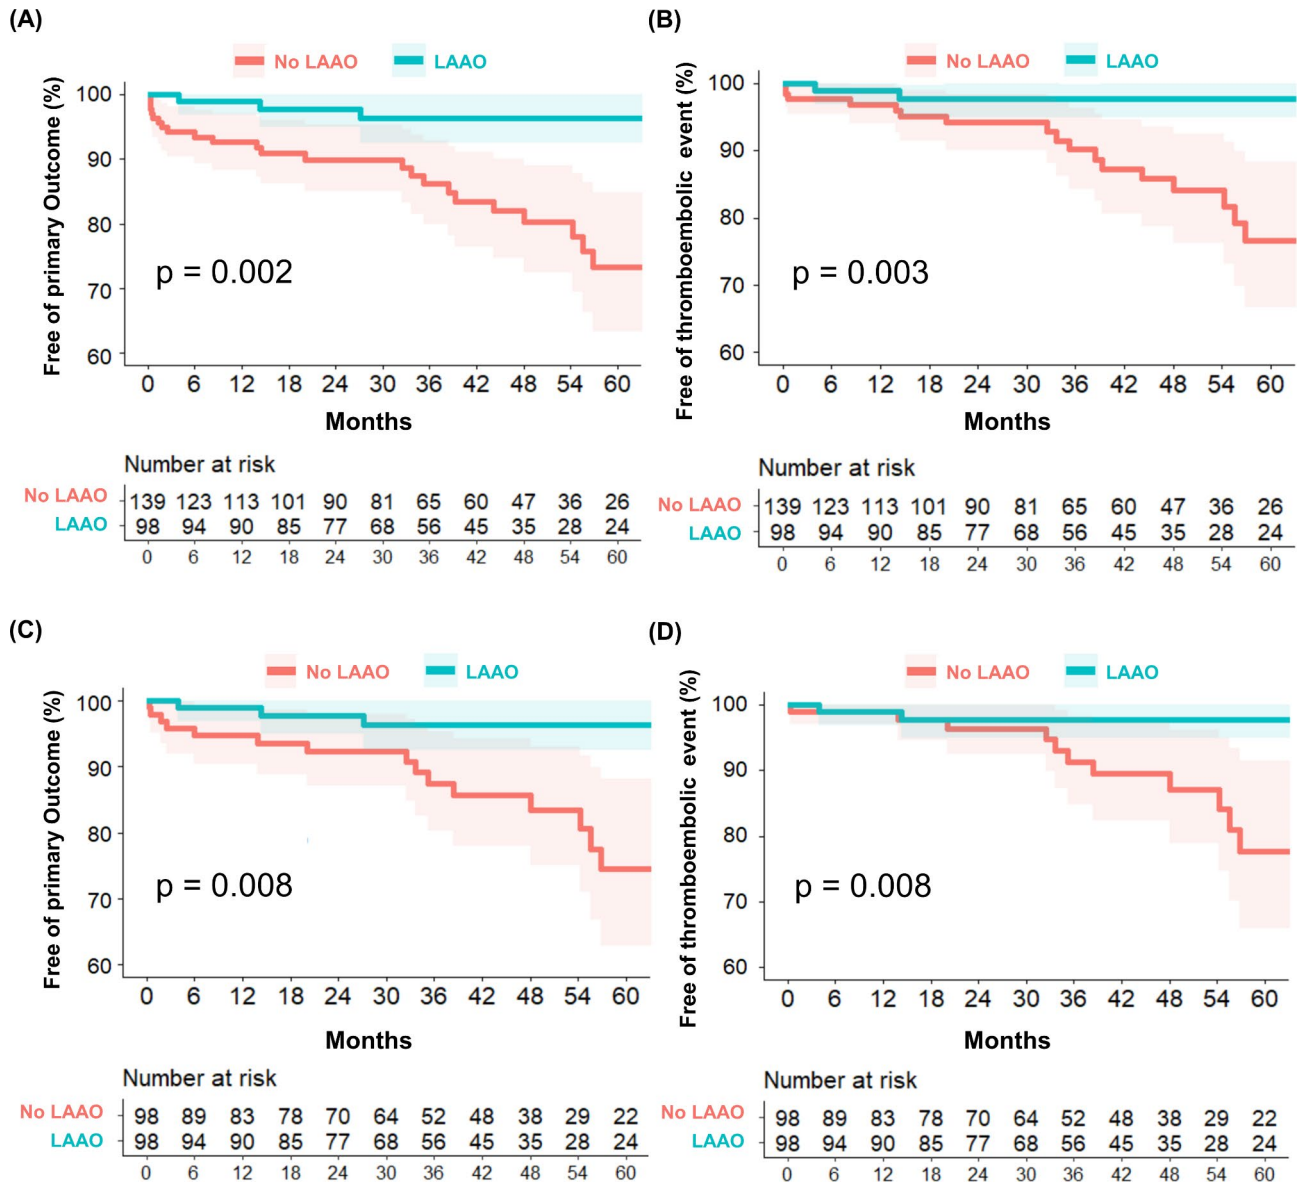 (A)
No LAAO LAAO
Free of primary Outcome (%)
100
90
80
70
60
p = 0.002
0 6 12 18 24 30 36 42 48 54 60
Months
Number at risk
No LAAO 139 123 113 101 90 81 65 60 47 36 26
LAAO 98 94 90 85 77 68 56 45 35 28 24
0 6 12 18 24 30 36 42 48 54 60
(B)
No LAAO LAAO
Free of thromboembolic event (%)
100
90
80
70
60
p = 0.003
0 6 12 18 24 30 36 42 48 54 60
Months
Number at risk
No LAAO 139 123 113 101 90 81 65 60 47 36 26
LAAO 98 94 90 85 77 68 56 45 35 28 24
0 6 12 18 24 30 36 42 48 54 60
(C)
No LAAO LAAO
Free of primary Outcome (%)
100
90
80
70
60
p = 0.008
0 6 12 18 24 30 36 42 48 54 60
Months
Number at risk
No LAAO 98 89 83 78 70 64 52 48 38 29 22
LAAO 98 94 90 85 77 68 56 45 35 28 24
0 6 12 18 24 30 36 42 48 54 60
(D)
No LAAO LAAO
Free of thromboembolic event (%)
100
90
80
70
60
p = 0.008
0 6 12 18 24 30 36 42 48 54 60
Months
Number at risk
No LAAO 98 89 83 78 70 64 52 48 38 29 22
LAAO 98 94 90 85 77 68 56 45 35 28 24
0 6 12 18 24 30 36 42 48 54 60